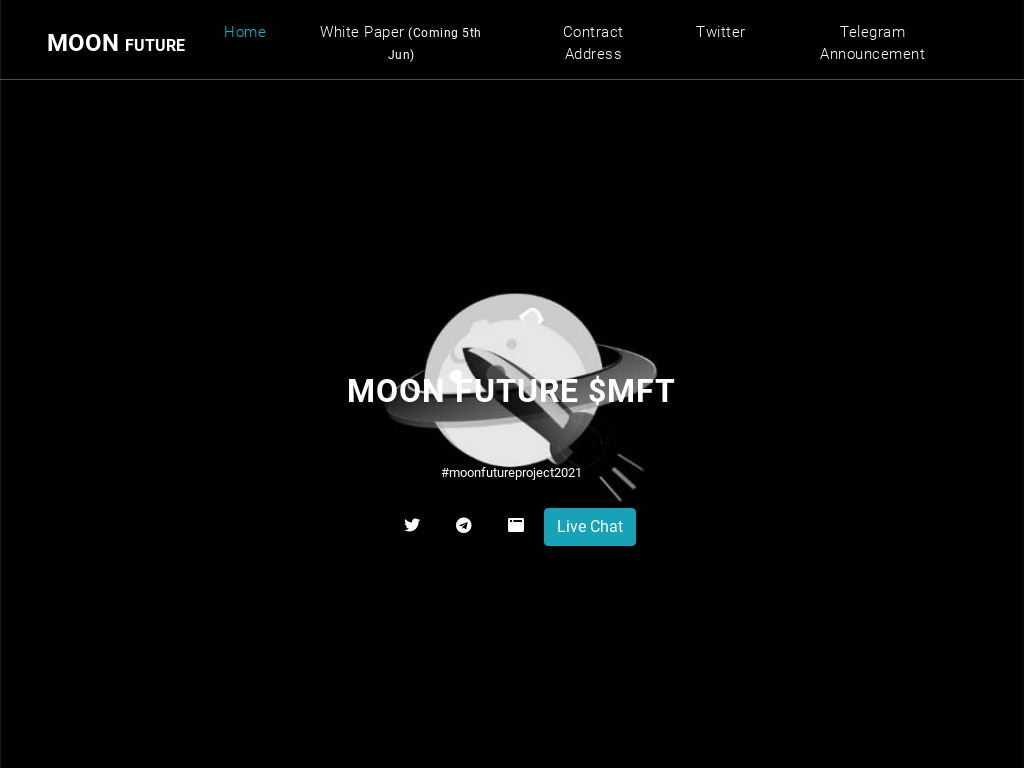 MOON FUTURE
Home
White Paper (Coming 5th
Jun)
Contract
Address
Twitter
Telegram
Announcement
MOON FUTURE $MFT
#moonfutureproject2021
Live Chat